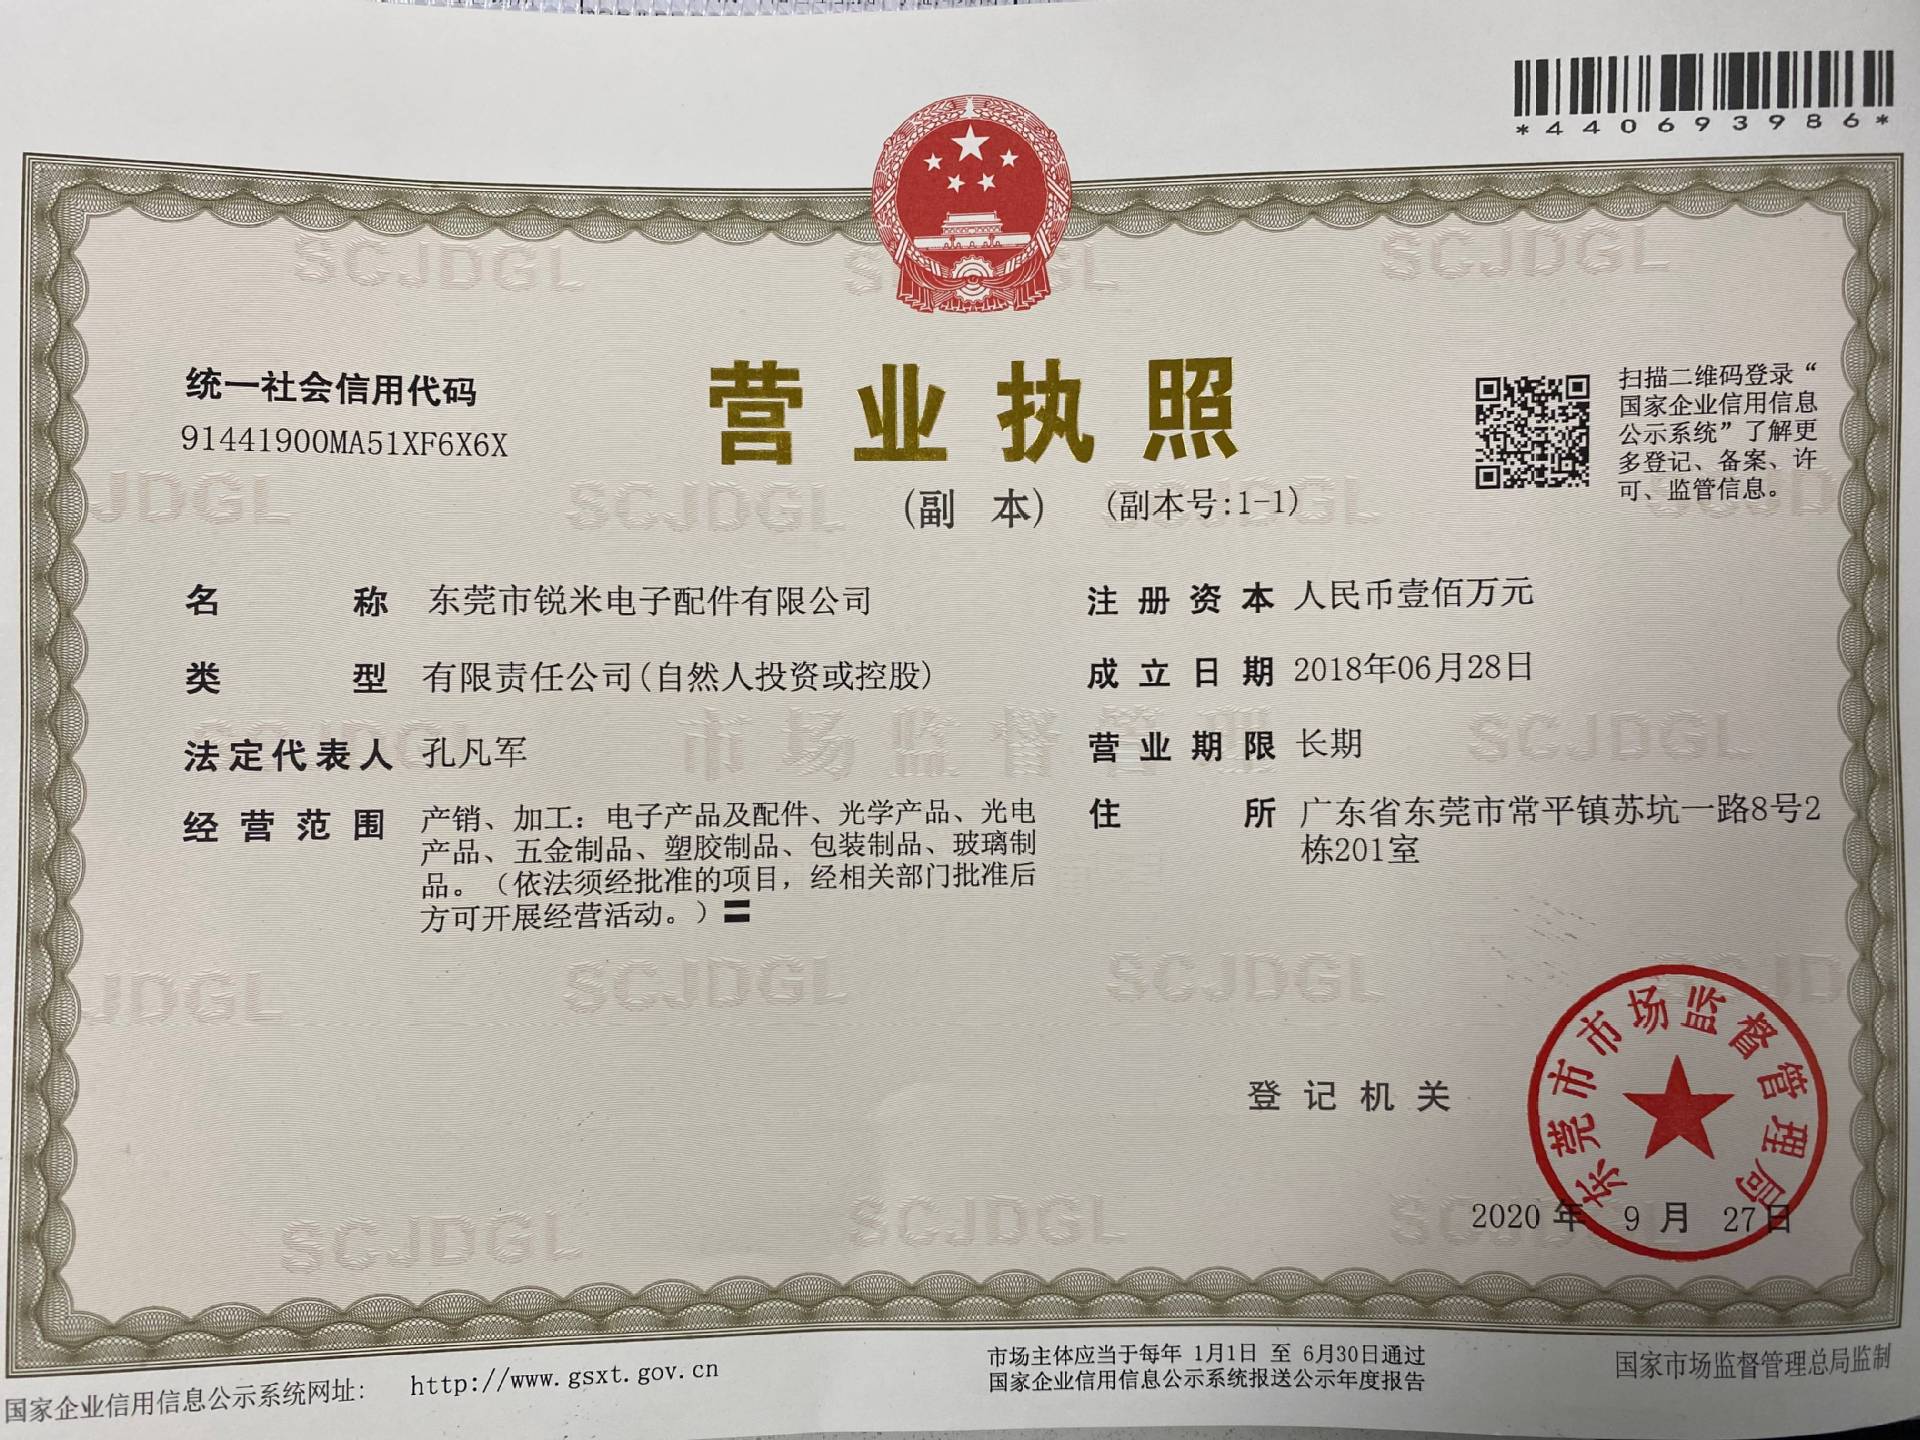 *440693986*
统一社会信用代码
91441900MA51XF6X6X
营业执照
(副 本) (副本号:1-1)
扫描二维码登录“
国家企业信用信息
公示系统”了解更
多登记、备案、许
可、监管信息。
名称 东莞市锐米电子配件有限公司
类型 有限责任公司(自然人投资或控股)
法定代表人 孔凡军
经营范围 产销、加工：电子产品及配件、光学产品、光电
产品、五金制品、塑胶制品、包装制品、玻璃制
品。（依法须经批准的项目，经相关部门批准后
方可开展经营活动。）〓
注册资本 人民币壹佰万元
成立日期 2018年06月28日
营业期限 长期
住所 广东省东莞市常平镇苏坑一路8号2
栋201室
登记机关
东莞市市场监督管理局
2020 年 9 月 27日
SCJDGL
市场监督管理
国家企业信用信息公示系统网址: http://www.gsxt.gov.cn
市场主体应当于每年 1月1日 至 6月30日通过
国家企业信用信息公示系统报送公示年度报告
国家市场监督管理总局监制